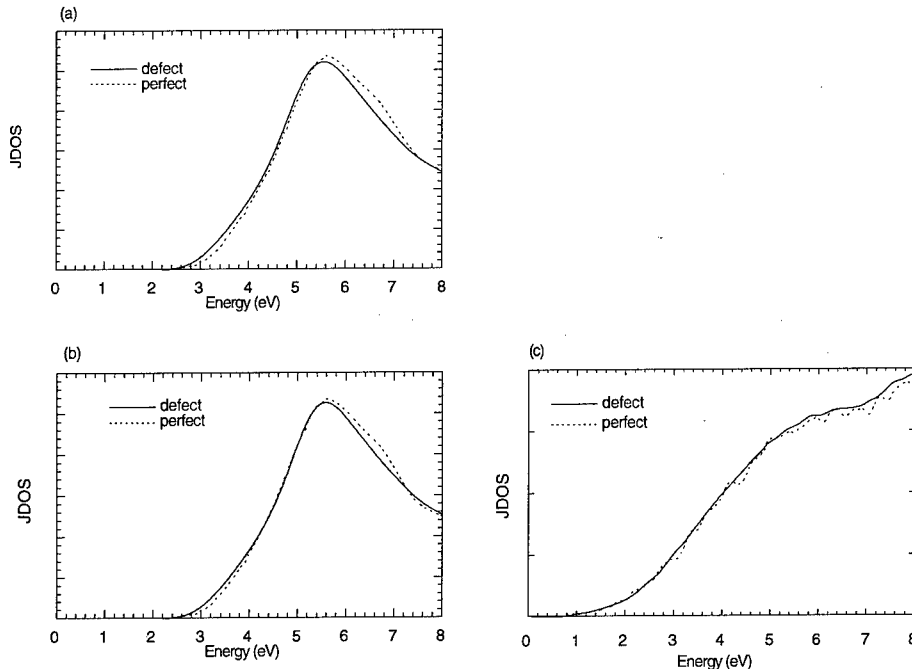 (a)
defect
perfect
JDOS
0 1 2 3 4 5 6 7 8
Energy (eV)
(b)
defect
perfect
JDOS
0 1 2 3 4 5 6 7 8
Energy (eV)
(c)
defect
perfect
JDOS
0 1 2 3 4 5 6 7 8
Energy (eV)